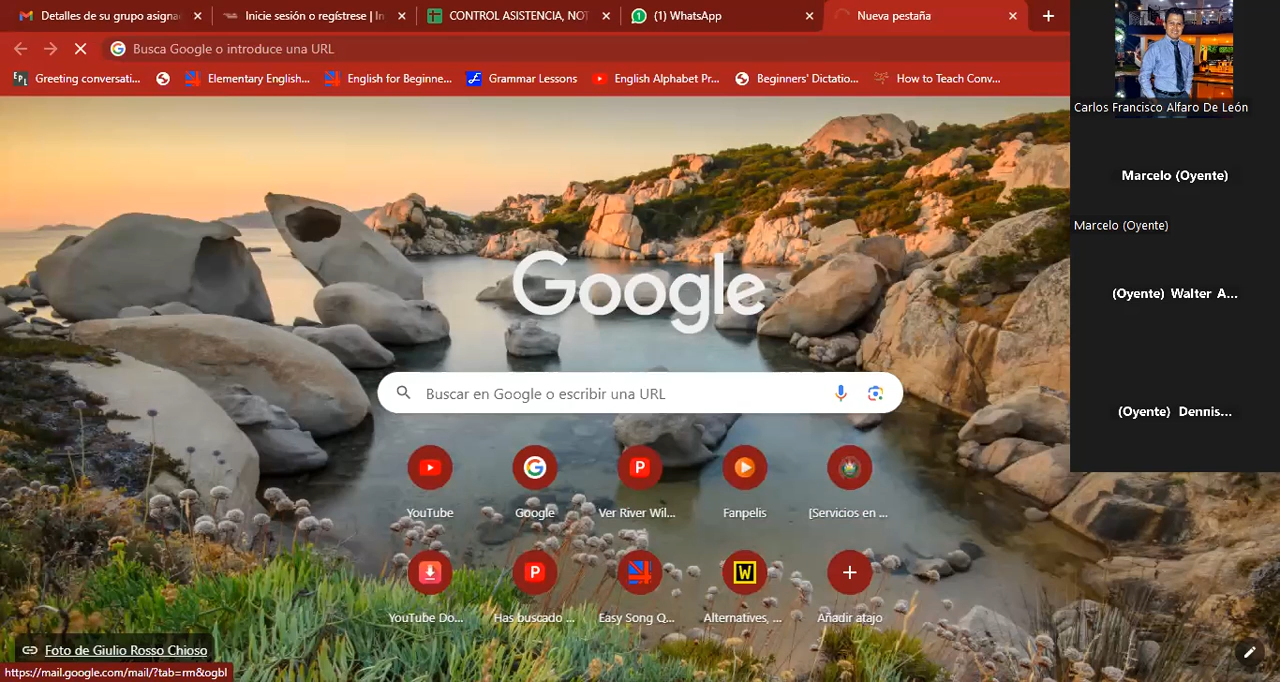 Detalles de su grupo asigna
Inicie sesión o regístrese | In
CONTROL ASISTENCIA, NOT
(1) WhatsApp
Nueva pestaña
Busca Google o introduce una URL
Greeting conversati...
Elementary English...
English for Beginne...
Grammar Lessons
English Alphabet Pr...
Beginners' Dictatio...
How to Teach Conv...
Carlos Francisco Alfaro De León
Marcelo (Oyente)
Marcelo (Oyente)
(Oyente) Walter A...
(Oyente) Dennis...
Google
Buscar en Google o escribir una URL
YouTube
Google
Ver River Wil...
Fanpelis
[Servicios en ...
YouTube Do...
Has buscado ...
Easy Song Q...
Alternatives, ...
Añadir atajo
Foto de Giulio Rosso Chioso
https://mail.google.com/mail/?tab=rm&ogbl